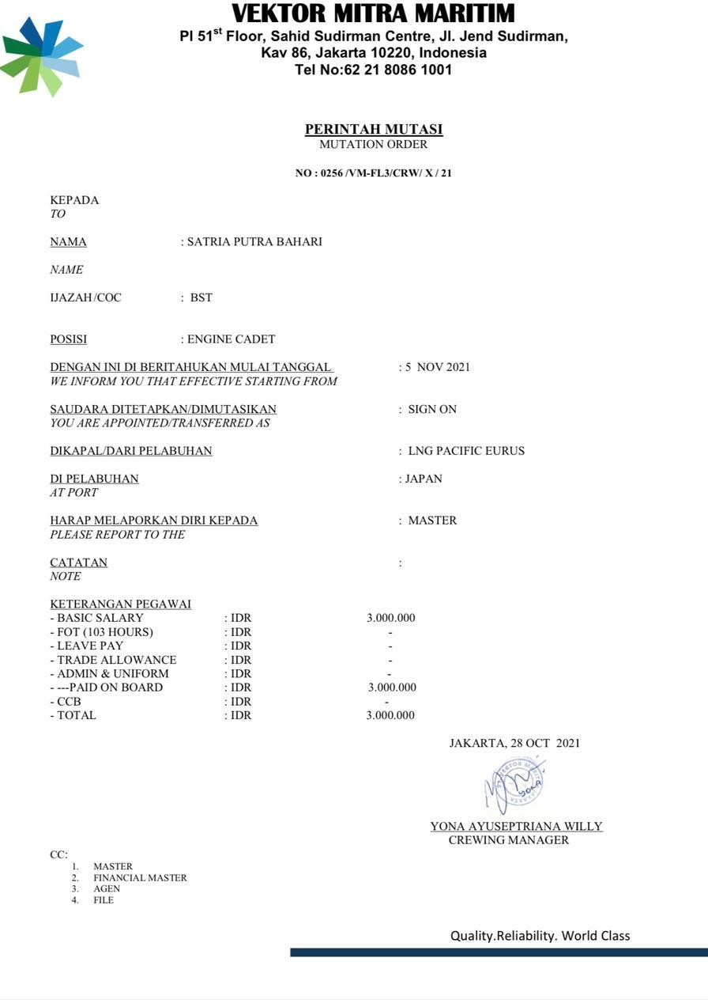 VEKTOR MITRA MARITIM
Pl 51st Floor, Sahid Sudirman Centre, Jl. Jend Sudirman,
Kav 86, Jakarta 10220, Indonesia
Tel No:62 21 8086 1001
PERINTAH MUTASI
MUTATION ORDER
NO : 0256 /VM-FL3/CRW/ X / 21
KEPADA
TO
NAMA : SATRIA PUTRA BAHARI
NAME
IJAZAH/COC : BST
POSISI : ENGINE CADET
DENGAN INI DI BERITAHUKAN MULAI TANGGAL : 5 NOV 2021
WE INFORM YOU THAT EFFECTIVE STARTING FROM
SAUDARA DITETAPKAN/DIMUTASIKAN : SIGN ON
YOU ARE APPOINTED/TRANSFERRED AS
DIKAPAL/DARI PELABUHAN : LNG PACIFIC EURUS
DI PELABUHAN : JAPAN
AT PORT
HARAP MELAPORKAN DIRI KEPADA : MASTER
PLEASE REPORT TO THE
CATATAN :
NOTE
KETERANGAN PEGAWAI
- BASIC SALARY : IDR 3.000.000
- FOT (103 HOURS) : IDR -
- LEAVE PAY : IDR -
- TRADE ALLOWANCE : IDR -
- ADMIN & UNIFORM : IDR -
- ---PAID ON BOARD : IDR 3.000.000
- CCB : IDR -
- TOTAL : IDR 3.000.000
JAKARTA, 28 OCT 2021
PT. VEKTOR MARITIM
JAKARTA
yona
YONA AYUSEPTRIANA WILLY
CREWING MANAGER
CC:
1. MASTER
2. FINANCIAL MASTER
3. AGEN
4. FILE
Quality.Reliability. World Class